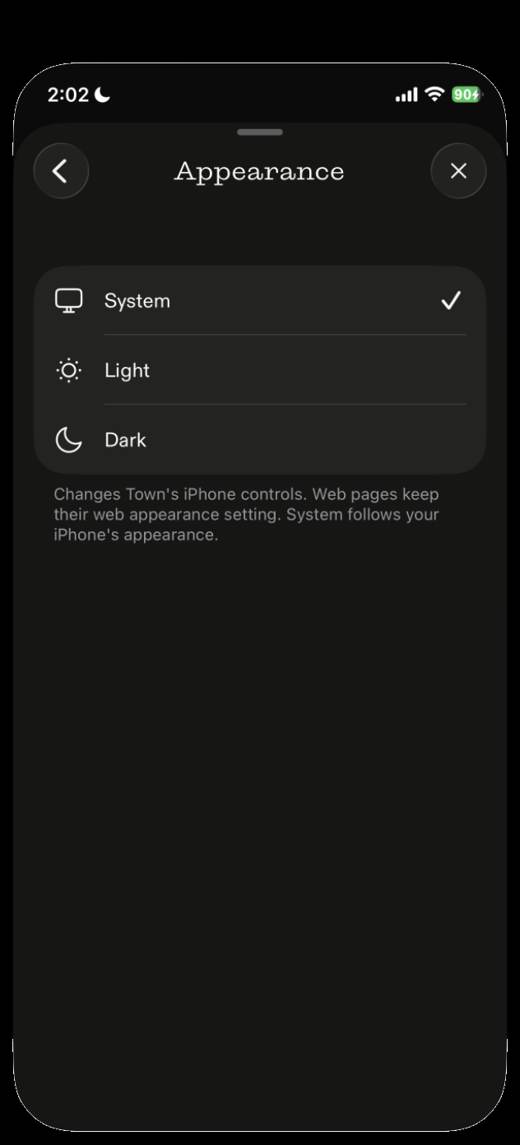 2:02
90
Appearance
System
Light
Dark
Changes Town's iPhone controls. Web pages keep
their web appearance setting. System follows your
iPhone's appearance.